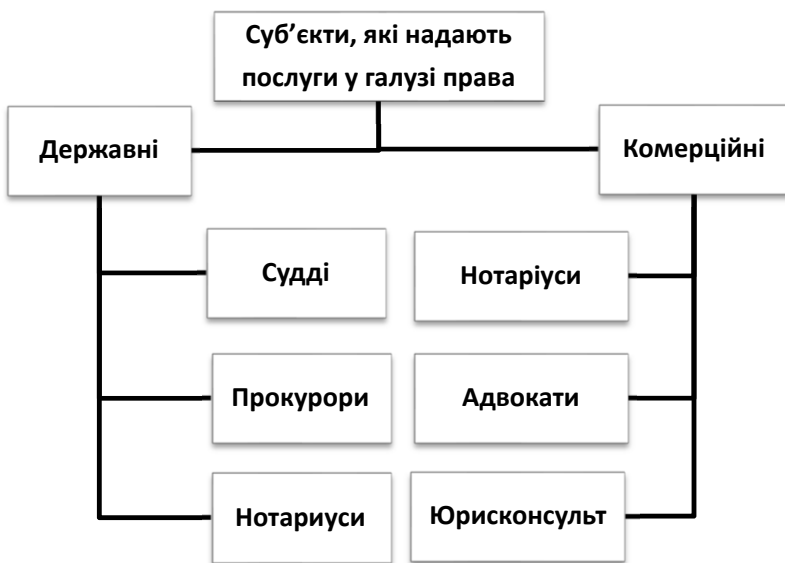 Суб’єкти, які надають
послуги у галузі права
Державні
Комерційні
Судді
Нотаріуси
Прокурори
Адвокати
Нотариуси
Юрисконсульт